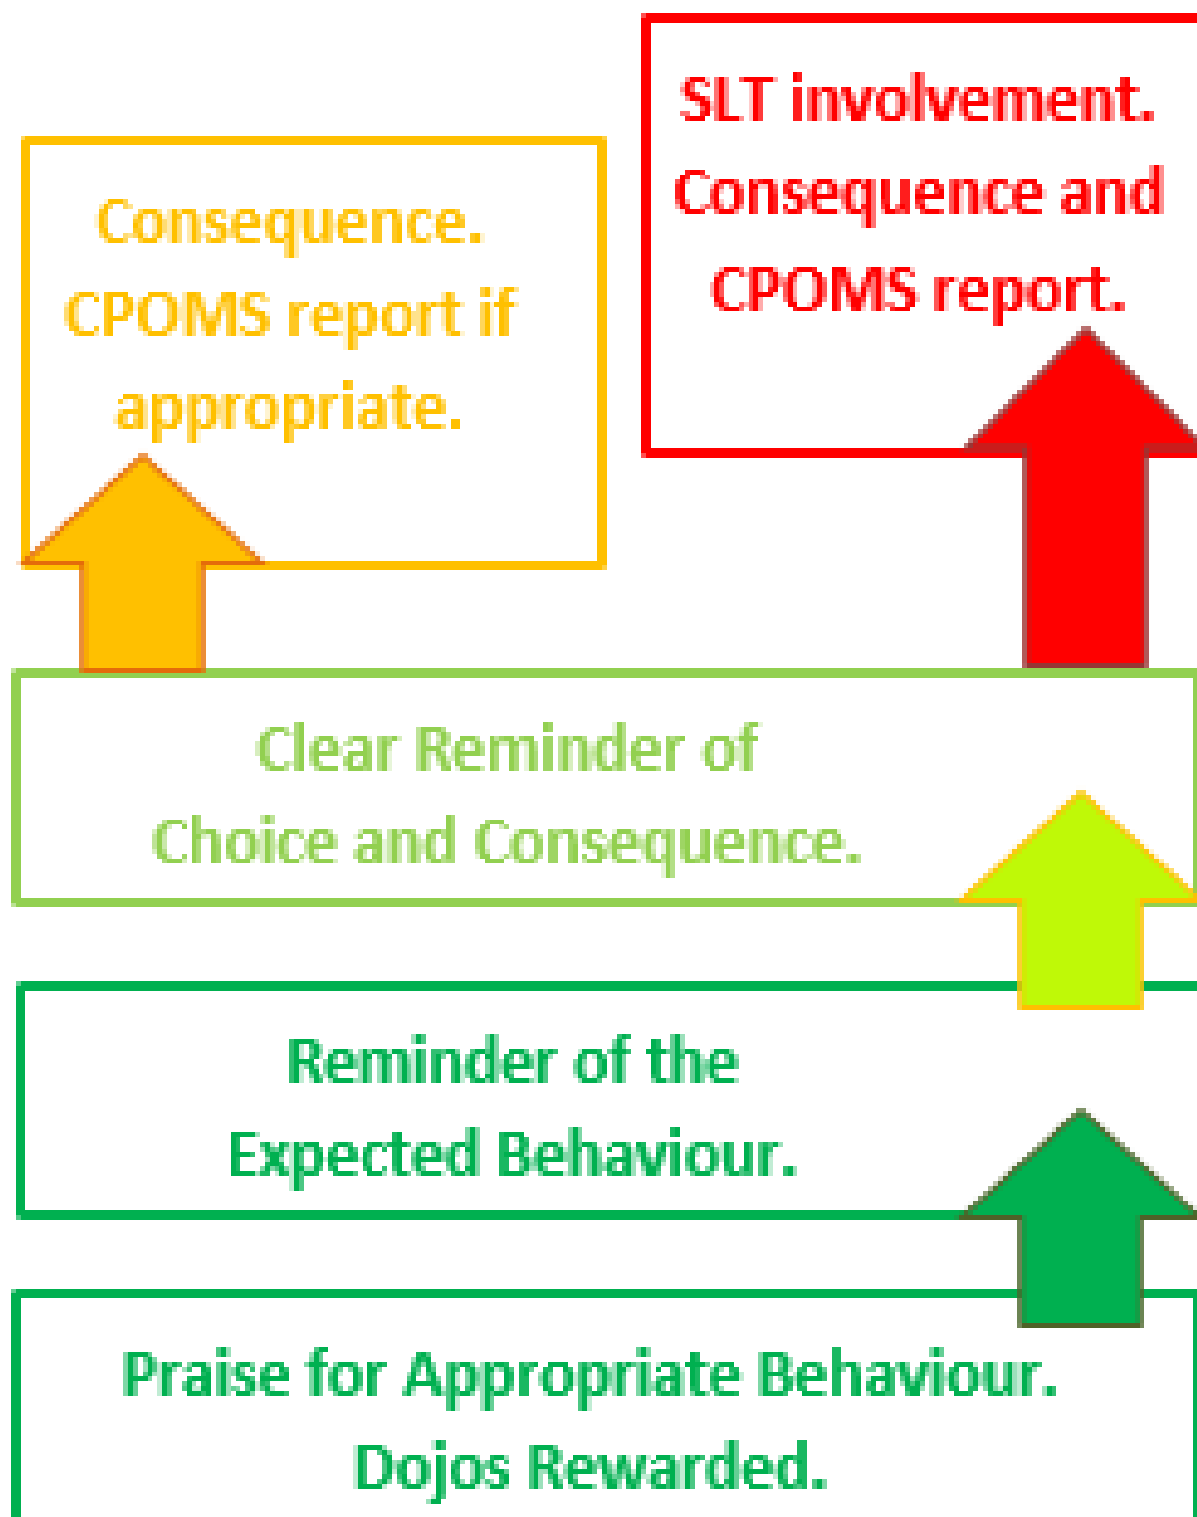 SLT involvement.
Consequence and
CPOMS report.
Consequence.
CPOMS report if
appropriate.
Clear Reminder of
Choice and Consequence.
Reminder of the
Expected Behaviour.
Praise for Appropriate Behaviour.
Dojos Rewarded.